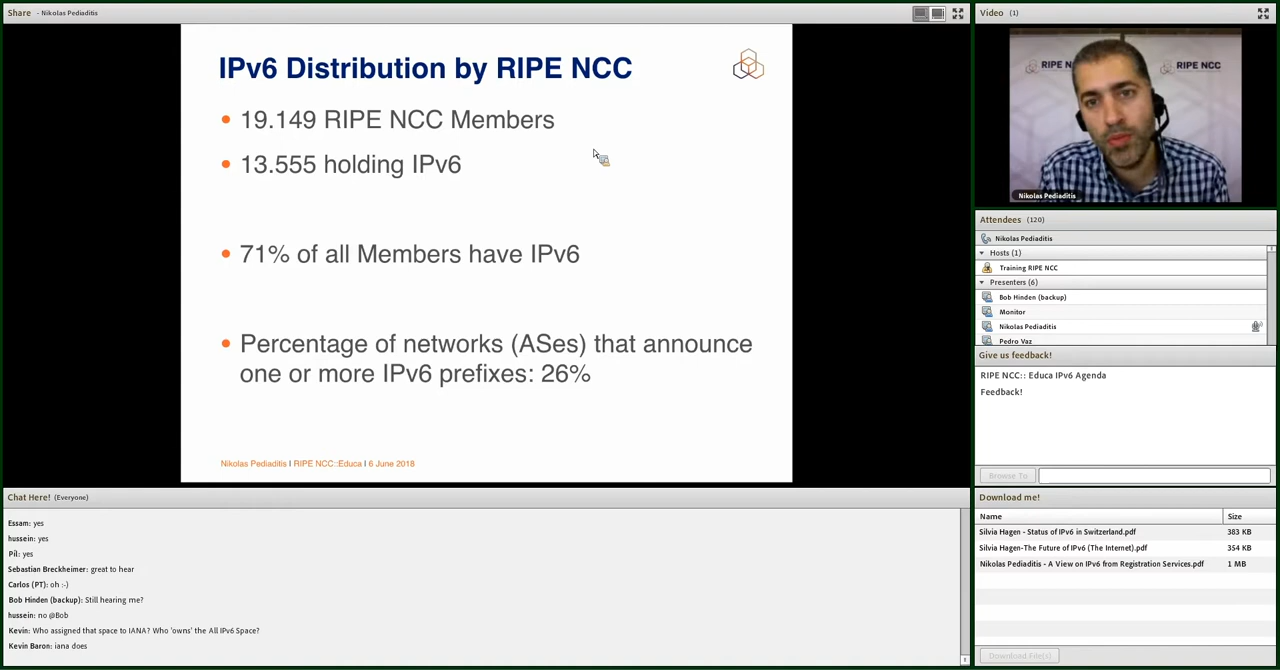 Share - Nikolas Pediaditis
IPv6 Distribution by RIPE NCC
• 19.149 RIPE NCC Members
• 13.555 holding IPv6
• 71% of all Members have IPv6
• Percentage of networks (ASes) that announce
one or more IPv6 prefixes: 26%
Nikolas Pediaditis I RIPE NCC::Educa I 6 June 2018
Chat Here! (Everyone)
Essam: yes
hussein: yes
Pil: yes
Sebastian Breckheimer: great to hear
Carlos (PT): oh :-)
Bob Hinden (backup): Still hearing me?
hussein: no @Bob
Kevin: Who assigned that space to IANA? Who 'owns' the All IPv6 Space?
Kevin Baron: iana does
Video (1)
RIPE NCC
Nikolas Pediaditis
Attendees (120)
Nikolas Pediaditis
Hosts (1)
Training RIPE NCC
Presenters (6)
Bob Hinden (backup)
Monitor
Nikolas Pediaditis
Pedro Vaz
Give us feedback!
RIPE NCC:: Educa IPv6 Agenda
Feedback!
Browse To
Download me!
Name Size
Silvia Hagen - Status of IPv6 in Switzerland.pdf 383 KB
Silvia Hagen-The Future of IPv6 (The Internet).pdf 354 KB
Nikolas Pediaditis - A View on IPv6 from Registration Services.pdf 1 MB
Download File(s)